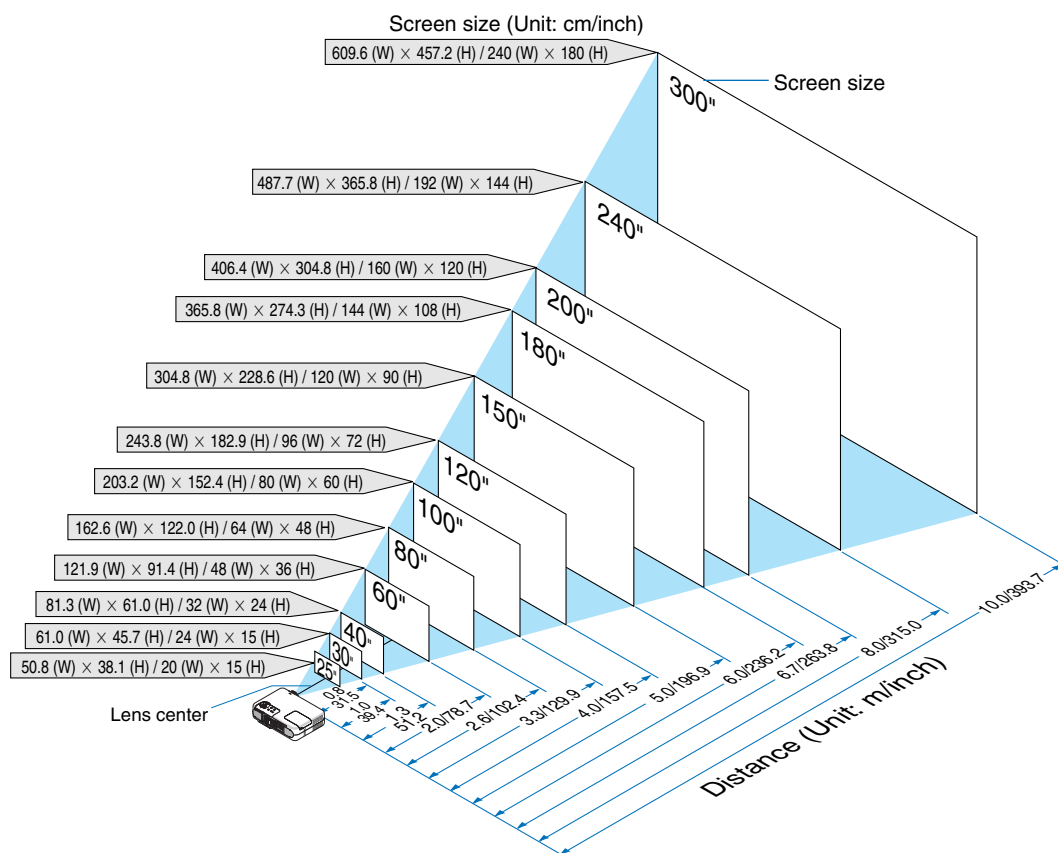 Screen size (Unit: cm/inch)
609.6 (W) × 457.2 (H) / 240 (W) × 180 (H)
Screen size
300"
487.7 (W) × 365.8 (H) / 192 (W) × 144 (H)
240"
406.4 (W) × 304.8 (H) / 160 (W) × 120 (H)
200"
365.8 (W) × 274.3 (H) / 144 (W) × 108 (H)
180"
304.8 (W) × 228.6 (H) / 120 (W) × 90 (H)
150"
243.8 (W) × 182.9 (H) / 96 (W) × 72 (H)
120"
203.2 (W) × 152.4 (H) / 80 (W) × 60 (H)
100"
162.6 (W) × 122.0 (H) / 64 (W) × 48 (H)
80"
121.9 (W) × 91.4 (H) / 48 (W) × 36 (H)
60"
81.3 (W) × 61.0 (H) / 32 (W) × 24 (H)
40"
61.0 (W) × 45.7 (H) / 24 (W) × 15 (H)
30"
50.8 (W) × 38.1 (H) / 20 (W) × 15 (H)
25"
Lens center
0.8
31.5
1.0
39.4
1.3
51.2
2.0/78.7
2.6/102.4
3.3/129.9
4.0/157.5
5.0/196.9
6.0/236.2
6.7/263.8
8.0/315.0
10.0/393.7
Distance (Unit: m/inch)